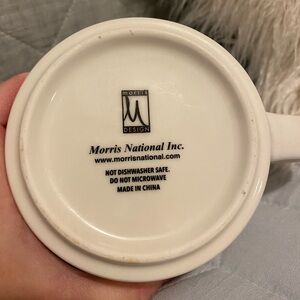 MORRIS
M
DESIGN
Morris National Inc.
www.morrisnational.com
NOT DISHWASHER SAFE.
DO NOT MICROWAVE
MADE IN CHINA